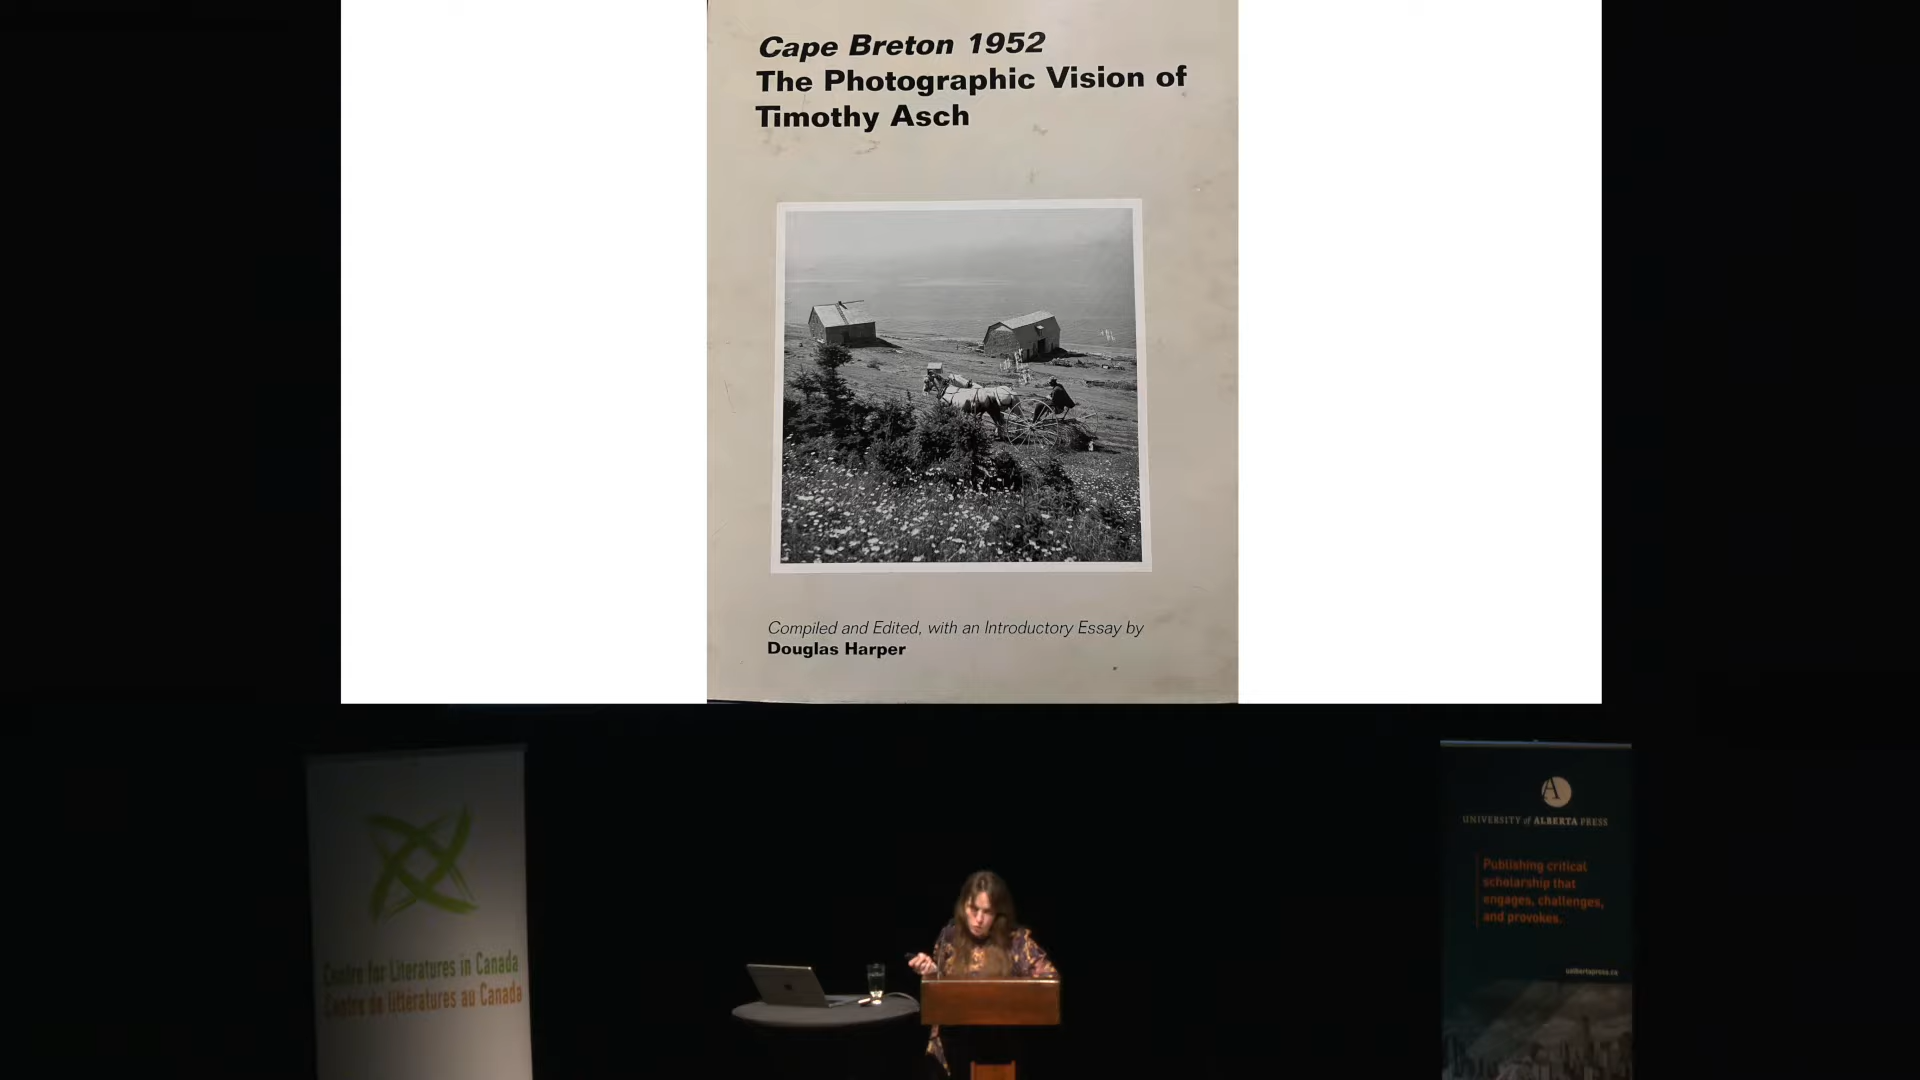 Cape Breton 1952
The Photographic Vision of
Timothy Asch
Compiled and Edited, with an Introductory Essay by
Douglas Harper
Centre for Literatures in Canada
Centre de littératures au Canada
A
UNIVERSITY of ALBERTA PRESS
Publishing critical
scholarship that
engages, challenges,
and provokes.
ualbertapress.ca